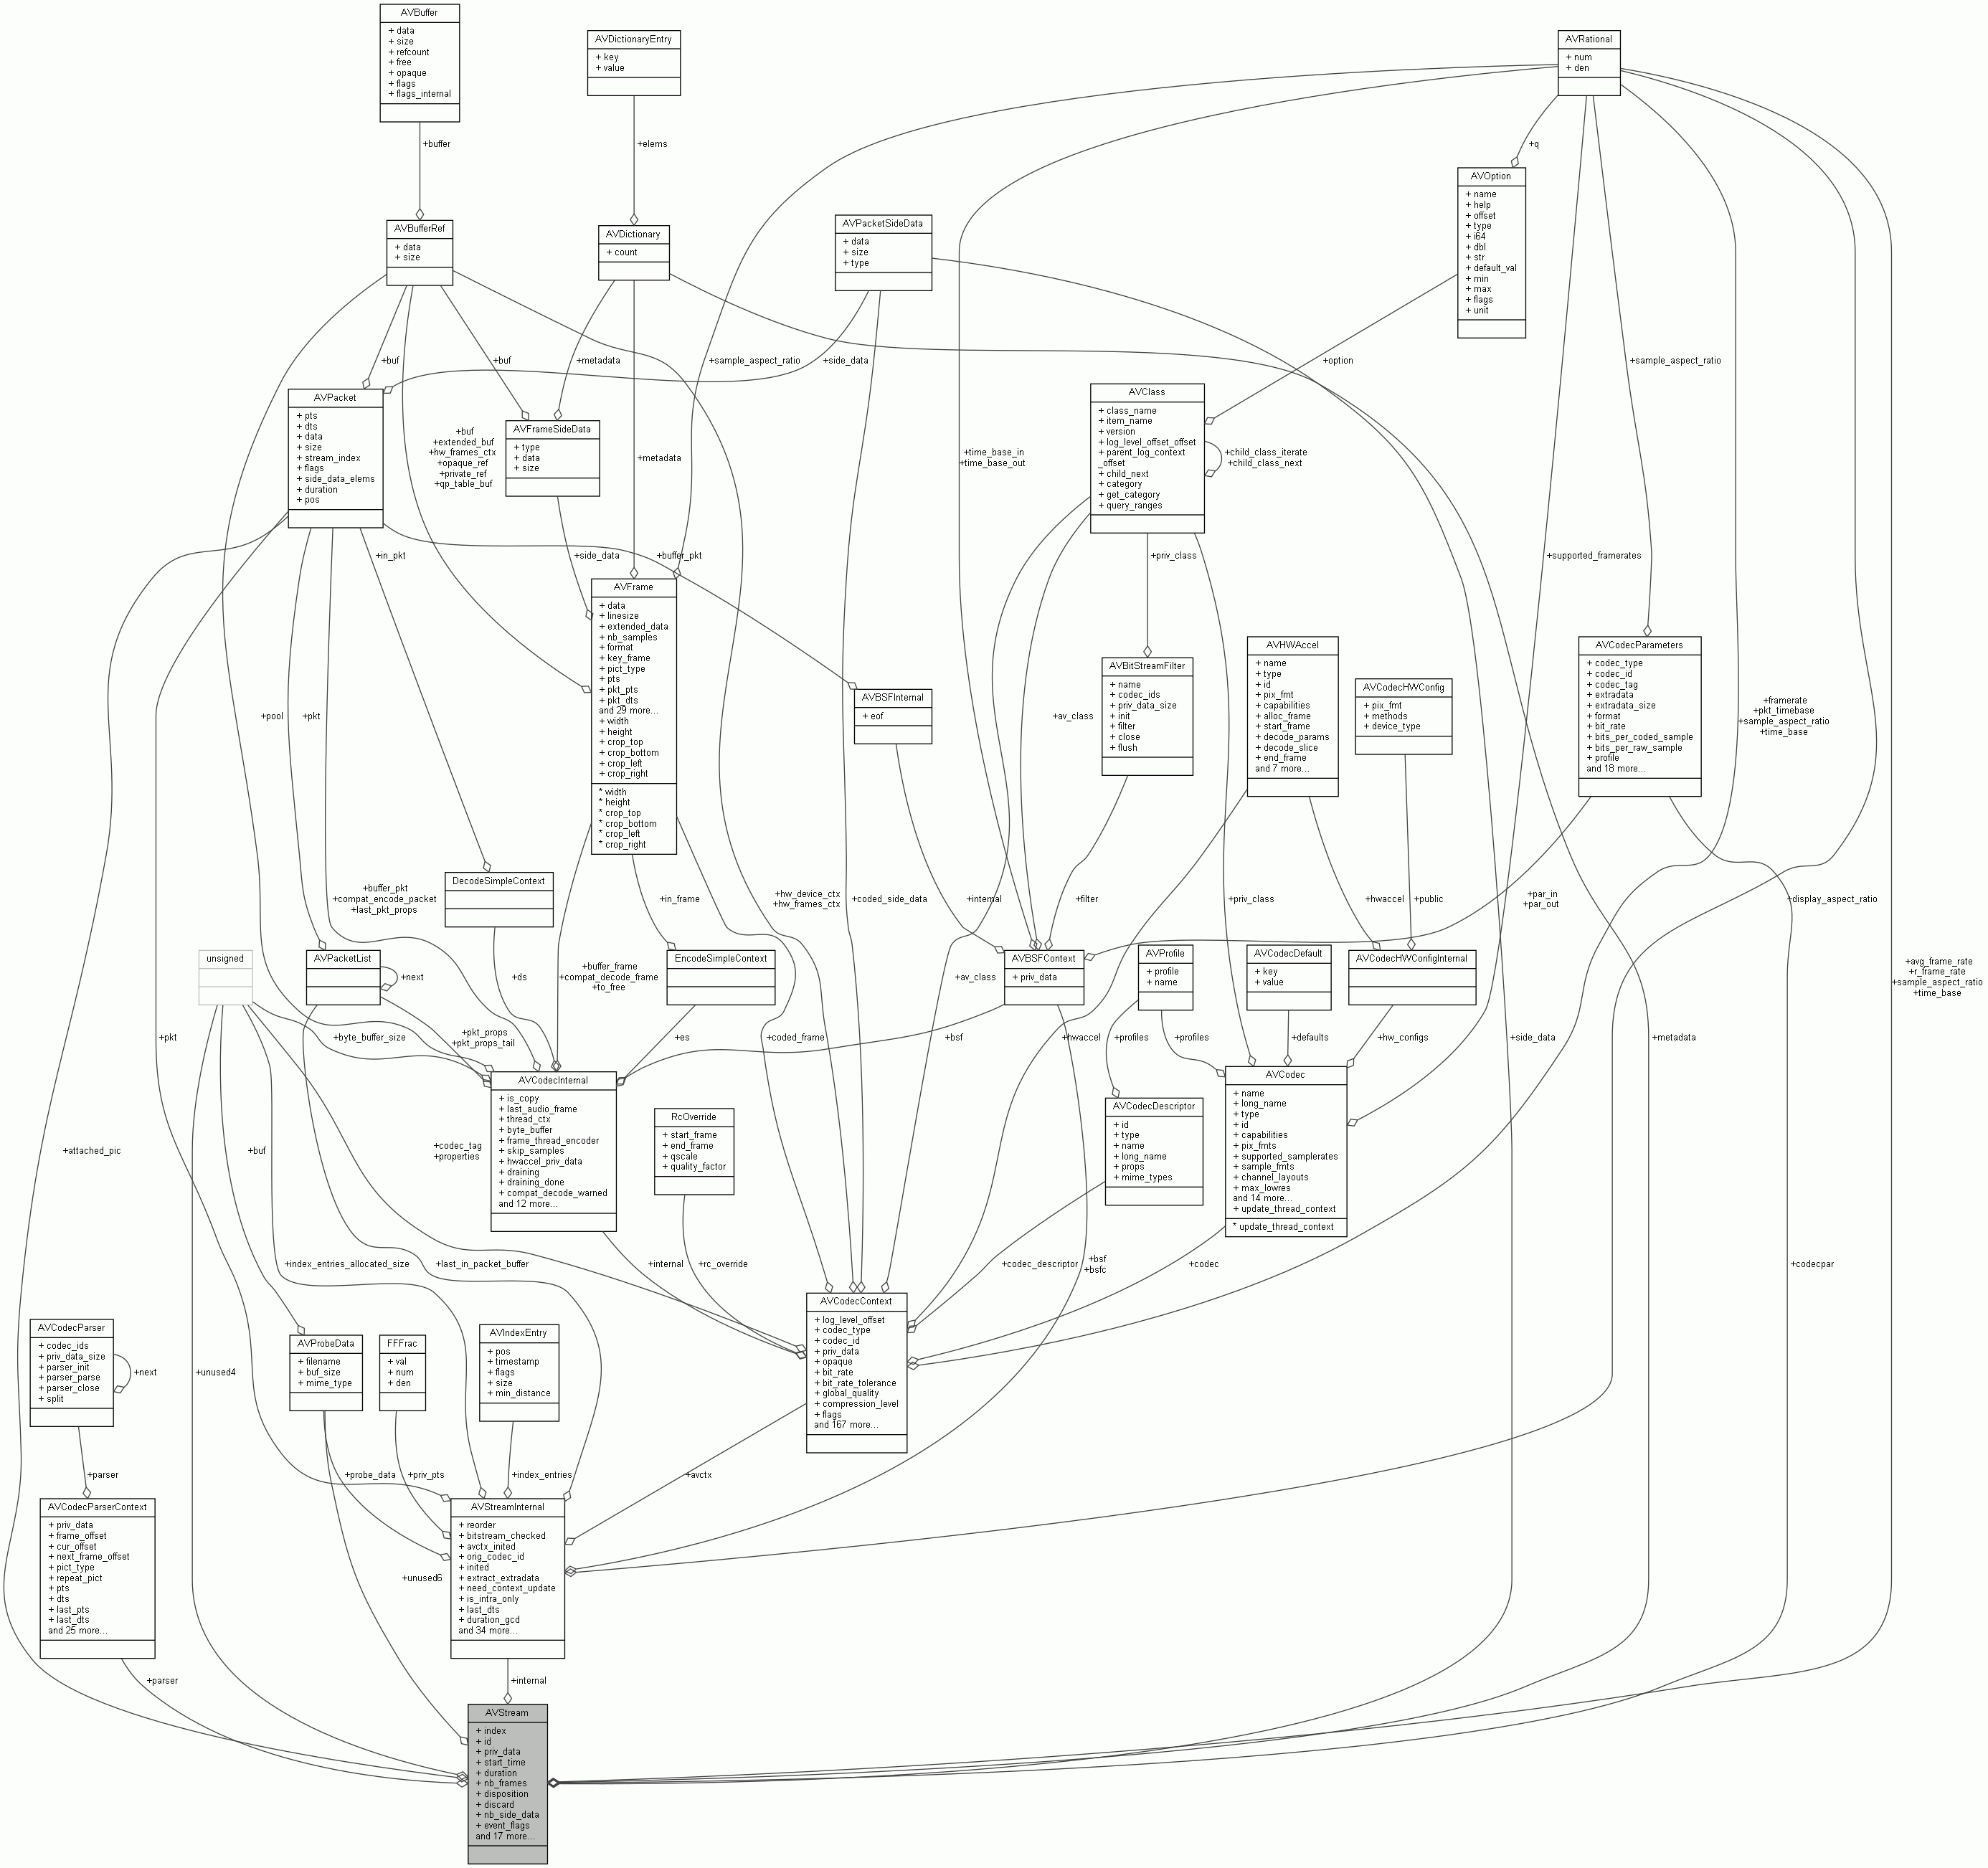 AVBuffer
+ data
+ size
+ refcount
+ free
+ opaque
+ flags
+ flags_internal
AVDictionaryEntry
+ key
+ value
AVRational
+ num
+ den
+buffer
+elems
+q
AVOption
+ name
+ help
+ offset
+ type
+ i64
+ dbl
+ str
+ default_val
+ min
+ max
+ flags
+ unit
AVBufferRef
+ data
+ size
AVDictionary
+ count
AVPacketSideData
+ data
+ size
+ type
+buf
+buf
+metadata
+sample_aspect_ratio
+side_data
+option
+sample_aspect_ratio
AVPacket
+ pts
+ dts
+ data
+ size
+ stream_index
+ flags
+ side_data_elems
+ duration
+ pos
+buf
+extended_buf
+hw_frames_ctx
+opaque_ref
+private_ref
+qp_table_buf
AVFrameSideData
+ type
+ data
+ size
+metadata
+time_base_in
+time_base_out
AVClass
+ class_name
+ item_name
+ version
+ log_level_offset_offset
+ parent_log_context
_offset
+ child_next
+ category
+ get_category
+ query_ranges
+child_class_iterate
+child_class_next
+in_pkt
+side_data
+buffer_pkt
+priv_class
+supported_framerates
AVFrame
+ data
+ linesize
+ extended_data
+ nb_samples
+ format
+ key_frame
+ pict_type
+ pts
+ pkt_pts
+ pkt_dts
and 29 more...
+ width
+ height
+ crop_top
+ crop_bottom
+ crop_left
+ crop_right
* width
* height
* crop_top
* crop_bottom
* crop_left
* crop_right
+pool
+pkt
AVBSFInternal
+ eof
+av_class
AVBitStreamFilter
+ name
+ codec_ids
+ priv_data_size
+ init
+ filter
+ close
+ flush
AVHWAccel
+ name
+ type
+ id
+ pix_fmt
+ capabilities
+ alloc_frame
+ start_frame
+ decode_params
+ decode_slice
+ end_frame
and 7 more...
AVCodecHWConfig
+ pix_fmt
+ methods
+ device_type
AVCodecParameters
+ codec_type
+ codec_id
+ codec_tag
+ extradata
+ extradata_size
+ format
+ bit_rate
+ bits_per_coded_sample
+ bits_per_raw_sample
+ profile
and 18 more...
+framerate
+pkt_timebase
+sample_aspect_ratio
+time_base
DecodeSimpleContext
+buffer_pkt
+compat_encode_packet
+last_pkt_props
+in_frame
+hw_device_ctx
+hw_frames_ctx
+coded_side_data
+internal
+filter
+priv_class
+hwaccel
+public
+par_in
+par_out
+display_aspect_ratio
unsigned
AVPacketList
+next
+ds
+buffer_frame
+compat_decode_frame
+to_free
EncodeSimpleContext
+av_class
AVBSFContext
+ priv_data
AVProfile
+ profile
+ name
AVCodecDefault
+ key
+ value
AVCodecHWConfigInternal
+avg_frame_rate
+r_frame_rate
+sample_aspect_ratio
+time_base
+pkt
+byte_buffer_size
+pkt_props
+pkt_props_tail
+es
+coded_frame
+bsf
+hwaccel
+profiles
+profiles
+defaults
+hw_configs
+side_data
+metadata
AVCodecInternal
+ is_copy
+ last_audio_frame
+ thread_ctx
+ byte_buffer
+ frame_thread_encoder
+ skip_samples
+ hwaccel_priv_data
+ draining
+ draining_done
+ compat_decode_warned
and 12 more...
AVCodec
+ name
+ long_name
+ type
+ id
+ capabilities
+ pix_fmts
+ supported_samplerates
+ sample_fmts
+ channel_layouts
+ max_lowres
and 14 more...
+ update_thread_context
* update_thread_context
+attached_pic
+buf
+codec_tag
+properties
RcOverride
+ start_frame
+ end_frame
+ qscale
+ quality_factor
AVCodecDescriptor
+ id
+ type
+ name
+ long_name
+ props
+ mime_types
+index_entries_allocated_size
+last_in_packet_buffer
+internal
+rc_override
+codec_descriptor
+bsf
+bsfc
+codec
+codecpar
AVCodecContext
+ log_level_offset
+ codec_type
+ codec_id
+ priv_data
+ opaque
+ bit_rate
+ bit_rate_tolerance
+ global_quality
+ compression_level
+ flags
and 167 more...
AVCodecParser
+ codec_ids
+ priv_data_size
+ parser_init
+ parser_parse
+ parser_close
+ split
+next
+unused4
AVProbeData
+ filename
+ buf_size
+ mime_type
FFFrac
+ val
+ num
+ den
AVIndexEntry
+ pos
+ timestamp
+ flags
+ size
+ min_distance
+parser
+probe_data
+priv_pts
+index_entries
+avctx
AVCodecParserContext
+ priv_data
+ frame_offset
+ cur_offset
+ next_frame_offset
+ pict_type
+ repeat_pict
+ pts
+ dts
+ last_pts
+ last_dts
and 25 more...
+unused6
AVStreamInternal
+ reorder
+ bitstream_checked
+ avctx_inited
+ orig_codec_id
+ inited
+ extract_extradata
+ need_context_update
+ is_intra_only
+ last_dts
+ duration_gcd
and 34 more...
+parser
+internal
AVStream
+ index
+ id
+ priv_data
+ start_time
+ duration
+ nb_frames
+ disposition
+ discard
+ nb_side_data
+ event_flags
and 17 more...